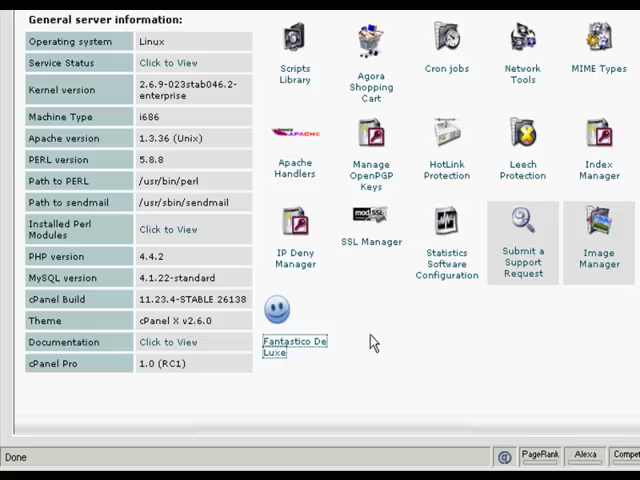 General server information:
Operating system Linux
Service Status Click to View
Kernel version 2.6.9-023stab046.2-
enterprise
Machine Type i686
Apache version 1.3.36 (Unix)
PERL version 5.8.8
Path to PERL /usr/bin/perl
Path to sendmail /usr/sbin/sendmail
Installed Perl
Modules Click to View
PHP version 4.4.2
MySQL version 4.1.22-standard
cPanel Build 11.23.4-STABLE 26138
Theme cPanel X v2.6.0
Documentation Click to View
cPanel Pro 1.0 (RC1)
Scripts
Library
Agora
Shopping
Cart
Cron jobs
Network
Tools
MIME Types
APACHE
Apache
Handlers
Manage
OpenPGP
Keys
HotLink
Protection
Leech
Protection
Index
Manager
IP Deny
Manager
mod SSL
SSL Manager
Statistics
Software
Configuration
Submit a
Support
Request
Image
Manager
Fantastico De
Luxe
Done
@
PageRank
Alexa
Compet